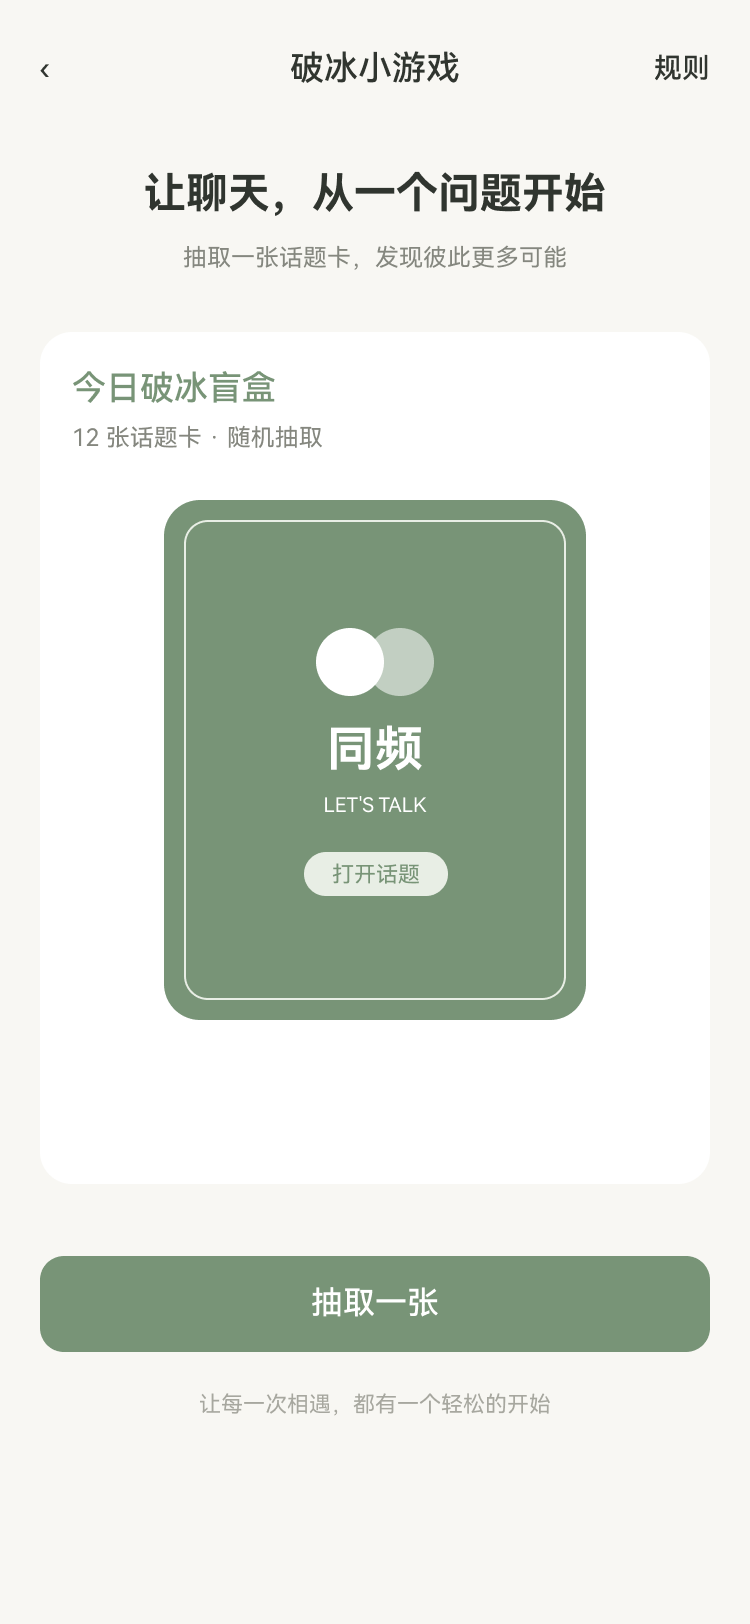 ‹ 破冰小游戏 规则
让聊天，从一个问题开始
抽取一张话题卡，发现彼此更多可能
今日破冰盲盒
12 张话题卡 · 随机抽取
同频
LET'S TALK
打开话题
抽取一张
让每一次相遇，都有一个轻松的开始